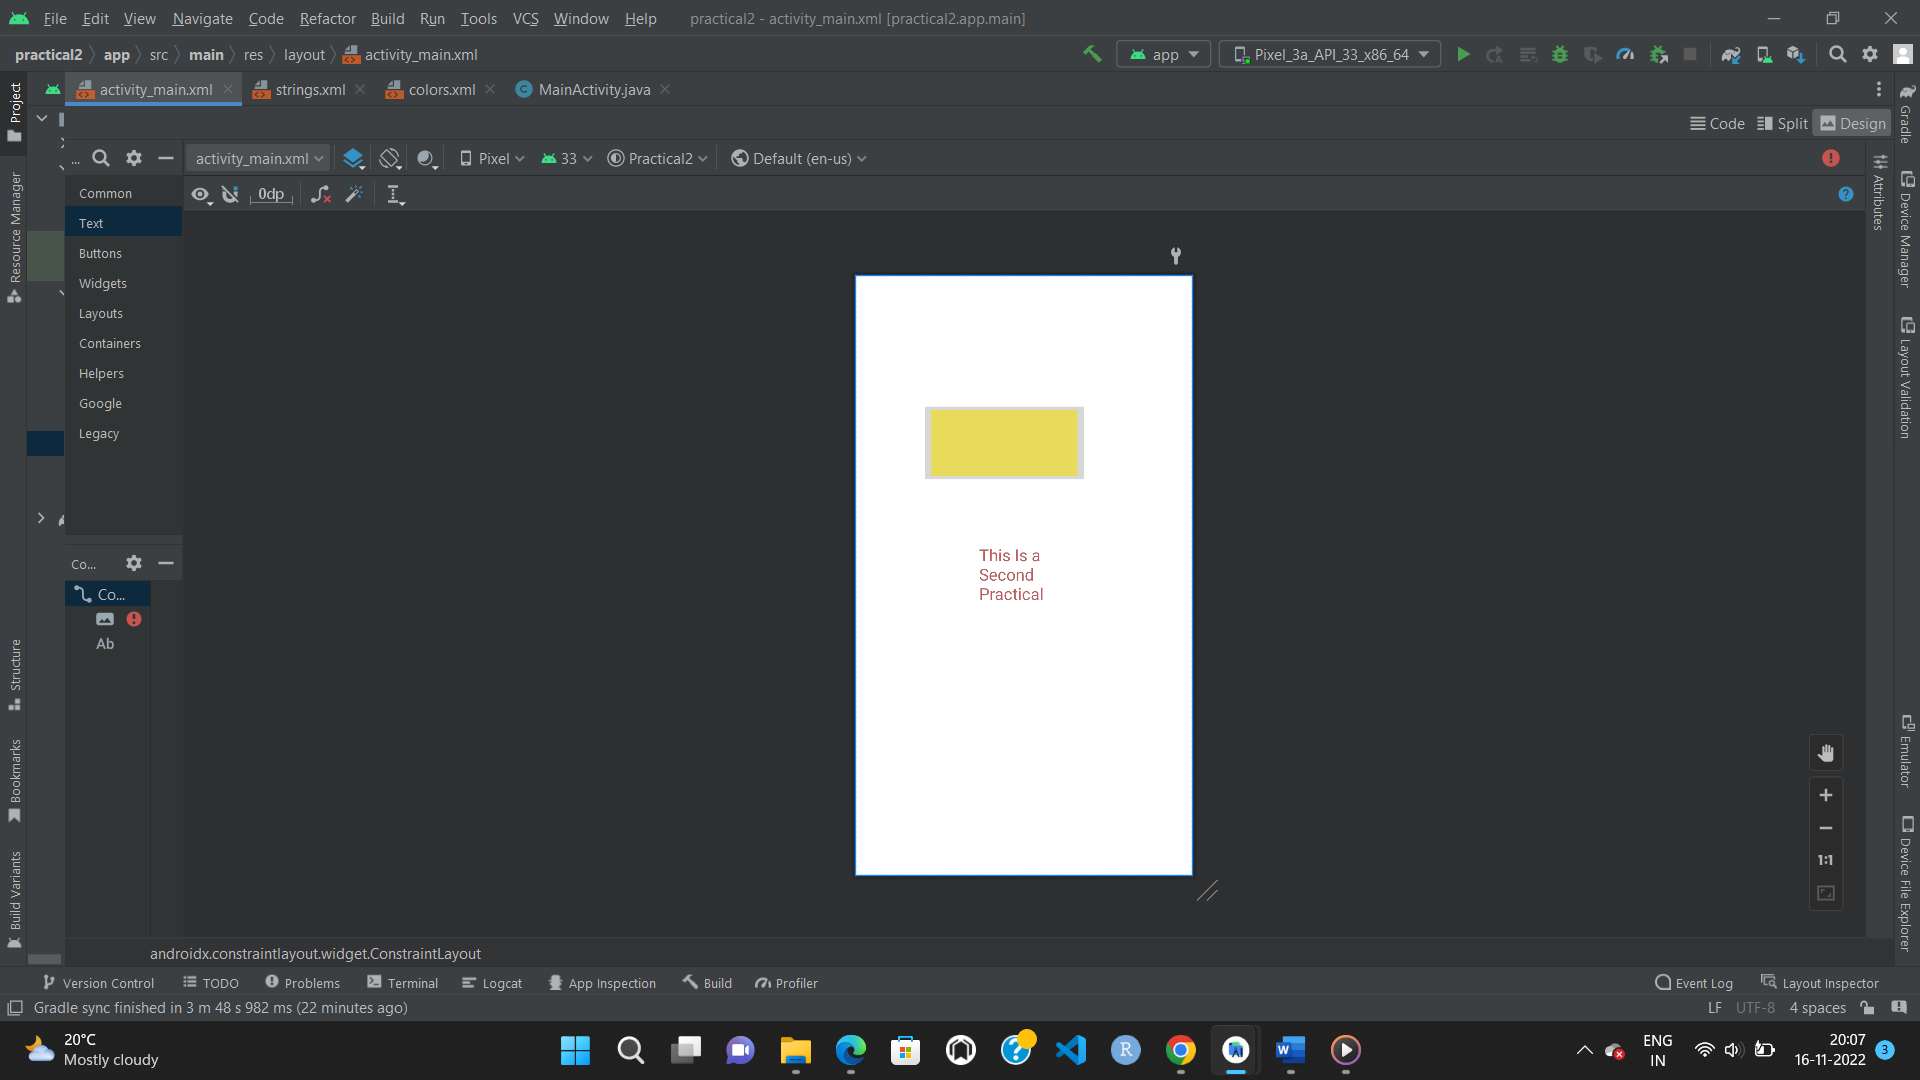 File Edit View Navigate Code Refactor Build Run Tools VCS Window Help practical2 - activity_main.xml [practical2.app.main]
practical2 app src main res layout activity_main.xml app Pixel_3a_API_33_x86_64
activity_main.xml strings.xml colors.xml MainActivity.java
Code Split Design
... activity_main.xml Pixel 33 Practical2 Default (en-us)
0dp
Common
Text
Buttons
Widgets
Layouts
Containers
Helpers
Google
Legacy
Co...
Co...
Ab
This Is a
Second
Practical
1:1
Project
Resource Manager
Structure
Bookmarks
Build Variants
Attributes
Gradle
Device Manager
Layout Validation
Emulator
Device File Explorer
androidx.constraintlayout.widget.ConstraintLayout
Version Control TODO Problems Terminal Logcat App Inspection Build Profiler Event Log Layout Inspector
Gradle sync finished in 3 m 48 s 982 ms (22 minutes ago) LF UTF-8 4 spaces
20°C
Mostly cloudy
ENG
IN
20:07
16-11-2022
3